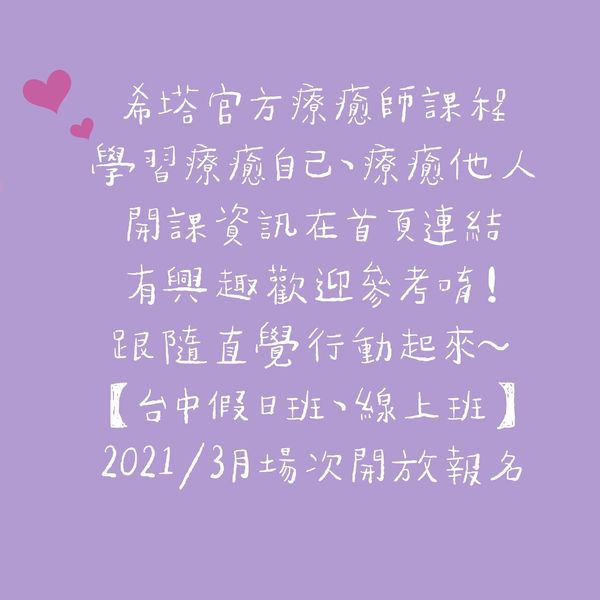 希塔官方療癒師課程
學習療癒自己、療癒他人
開課資訊在首頁連結
有興趣歡迎參考唷!
跟隨直覺行動起來~
【台中假日班、線上班】
2021/3月場次開放報名